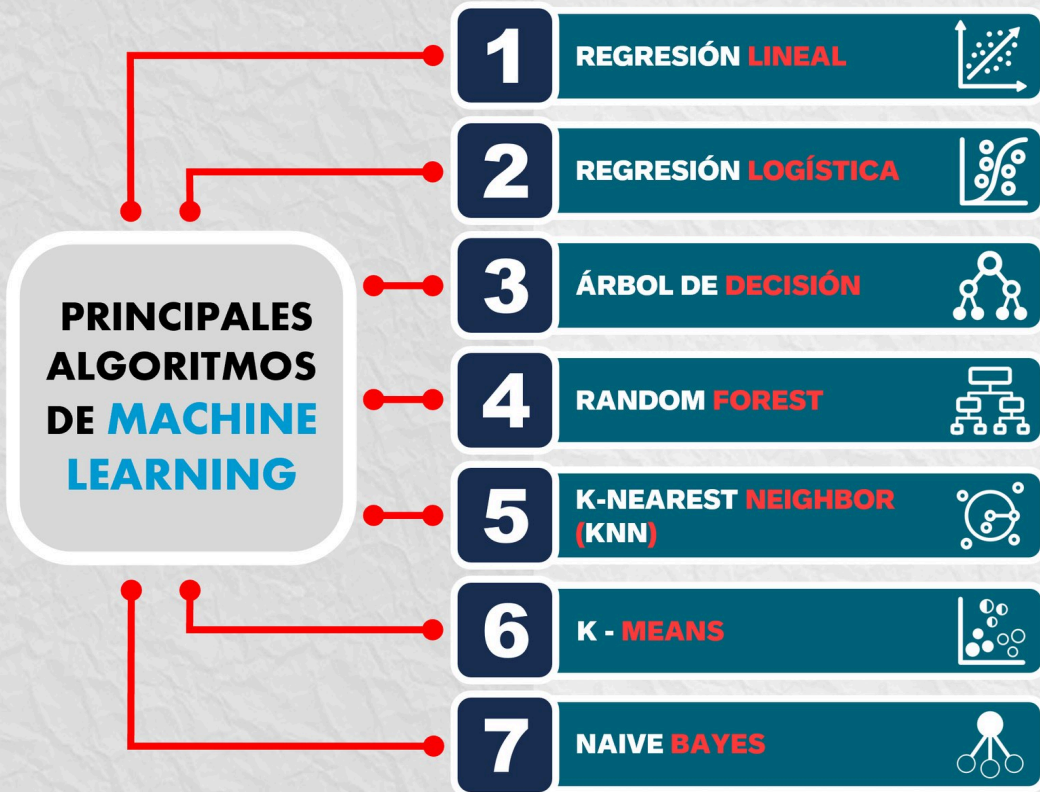 PRINCIPALES
ALGORITMOS
DE MACHINE
LEARNING
1
REGRESIÓN LINEAL
2
REGRESIÓN LOGÍSTICA
3
ÁRBOL DE DECISIÓN
4
RANDOM FOREST
5
K-NEAREST NEIGHBOR
(KNN)
6
K - MEANS
7
NAIVE BAYES